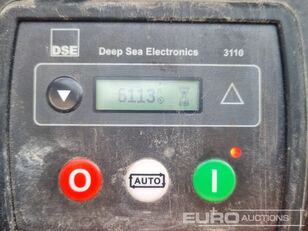 DSE Deep Sea Electronics 3110
6113
O AUTO I
EURO AUCTIONS